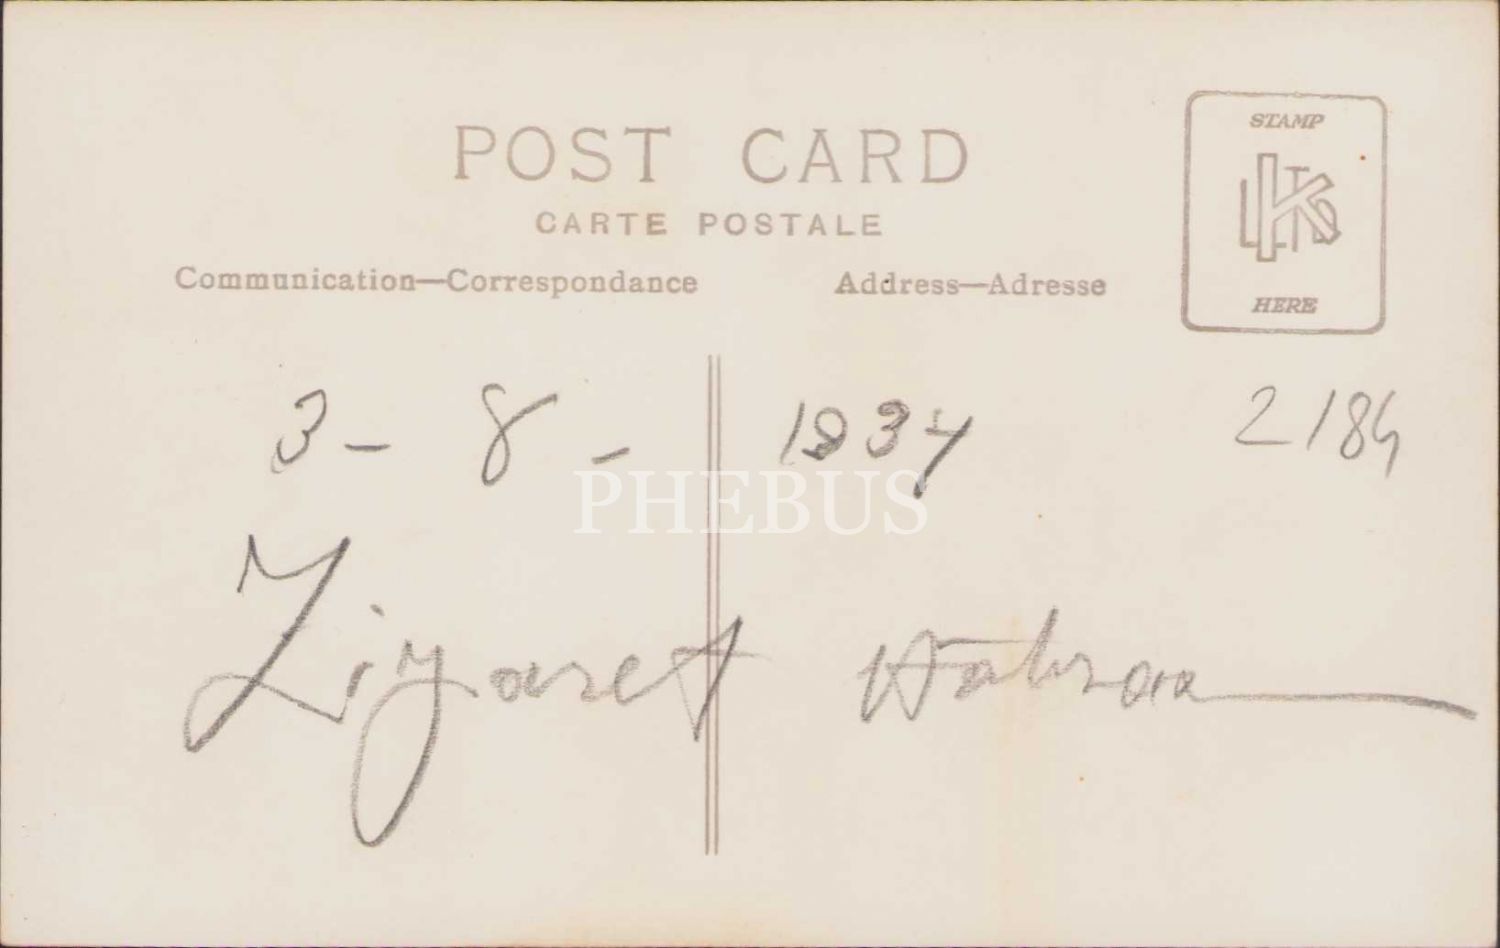 POST CARD
CARTE POSTALE
Communication—Correspondance Address—Adresse
STAMP
HERE
3 - 8 - 1934 2184
PHEBUS
Ziyaret